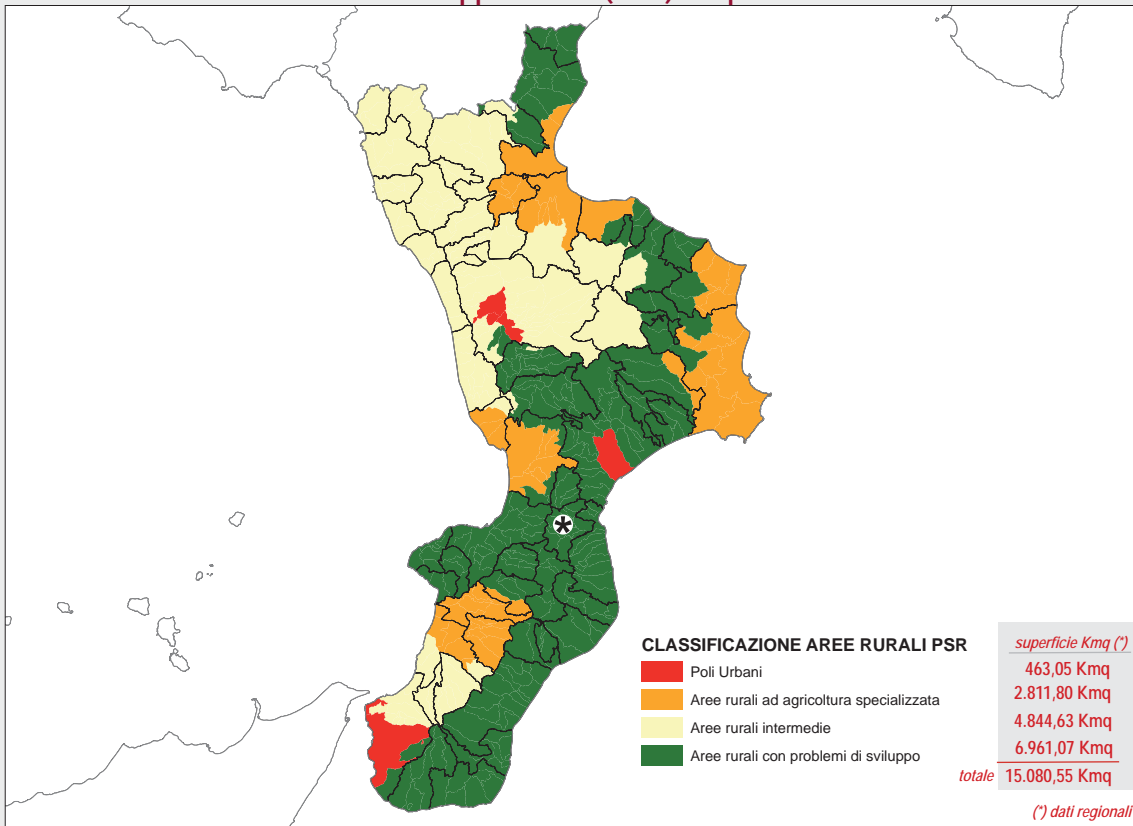 CLASSIFICAZIONE AREE RURALI PSR
superficie Kmq (*)
Poli Urbani
463,05 Kmq
Aree rurali ad agricoltura specializzata
2.811,80 Kmq
Aree rurali intermedie
4.844,63 Kmq
Aree rurali con problemi di sviluppo
6.961,07 Kmq
totale 15.080,55 Kmq
(*) dati regionali
*